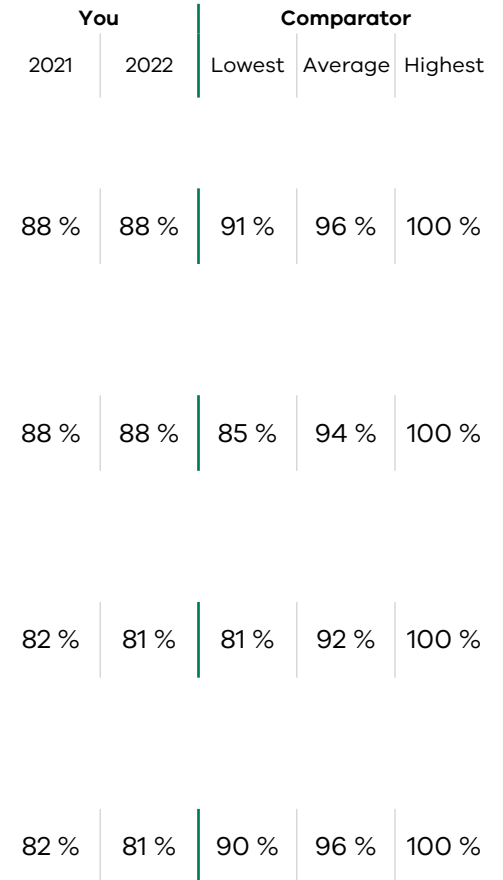 You Comparator
2021 2022 Lowest Average Highest
88 % 88 % 91 % 96 % 100 %
88 % 88 % 85 % 94 % 100 %
82 % 81 % 81 % 92 % 100 %
82 % 81 % 90 % 96 % 100 %